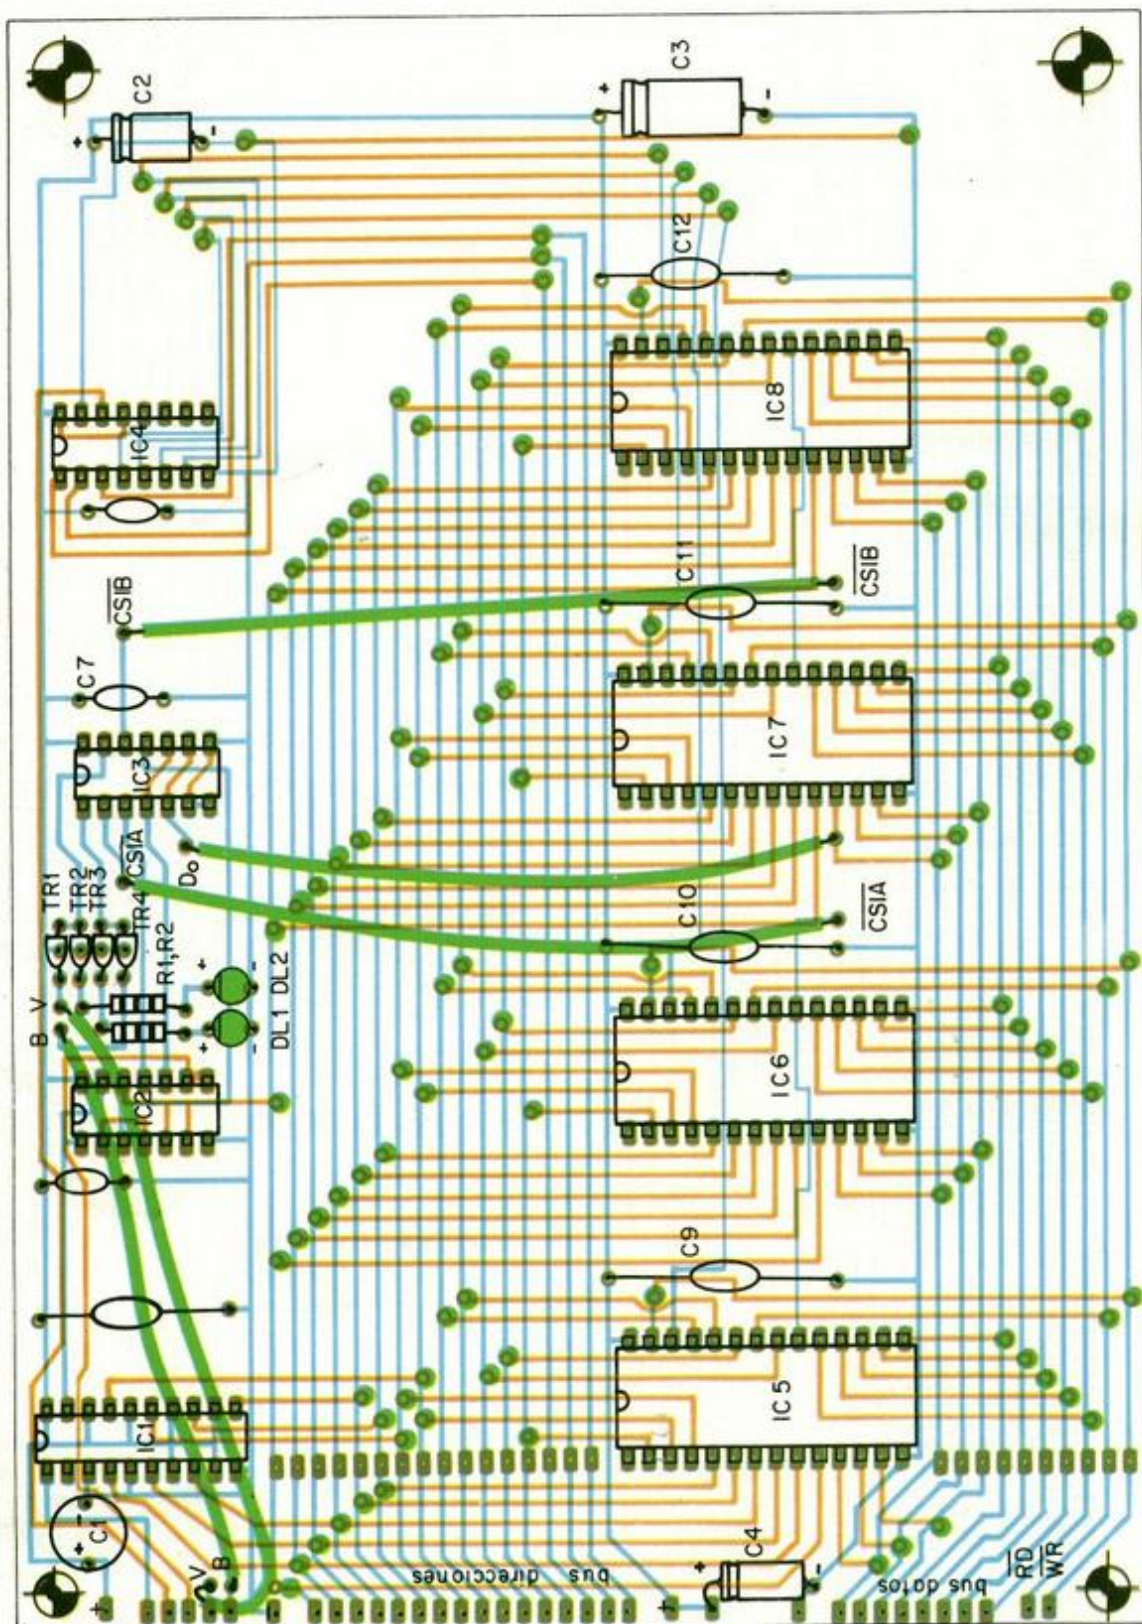 C2
+
-
C3
+
-
C12
IC8
IC4
C11
CSIB
CSIB
C7
IC7
IC3
Do
CSIA
TR1
TR2
TR3
TR4
R1,R2
C10
CSIA
V
B
+
-
+
-
DL1 DL2
IC6
IC2
C9
IC5
IC1
C1
+
-
V
B
+
bus direcciones
C4
+
-
bus datos
RD
WR